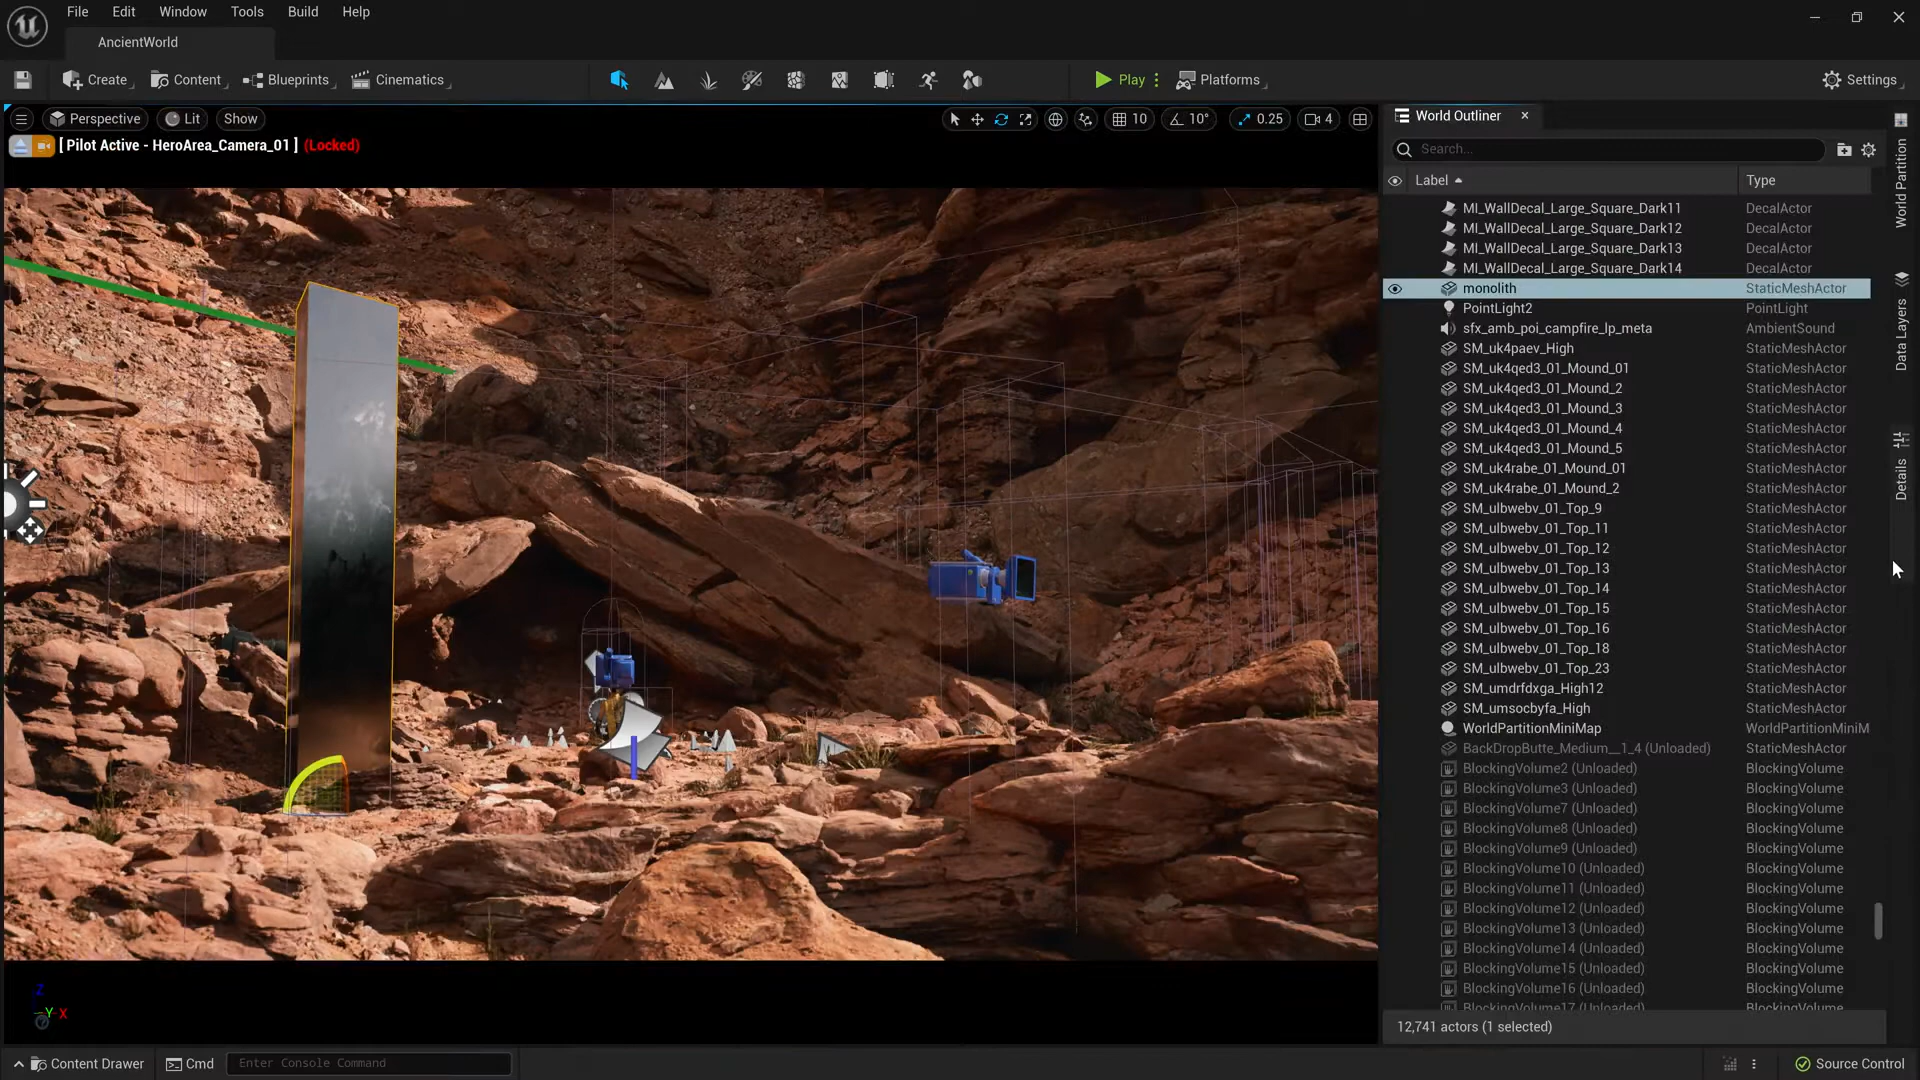 File Edit Window Tools Build Help
AncientWorld
Create Content Blueprints Cinematics Play Platforms Settings
Perspective Lit Show 10 10° 0.25 4
[ Pilot Active - HeroArea_Camera_01 ] (Locked)
World Outliner
Search...
Label Type
MI_WallDecal_Large_Square_Dark11 DecalActor
MI_WallDecal_Large_Square_Dark12 DecalActor
MI_WallDecal_Large_Square_Dark13 DecalActor
MI_WallDecal_Large_Square_Dark14 DecalActor
monolith StaticMeshActor
PointLight2 PointLight
sfx_amb_poi_campfire_lp_meta AmbientSound
SM_uk4paev_High StaticMeshActor
SM_uk4qed3_01_Mound_01 StaticMeshActor
SM_uk4qed3_01_Mound_2 StaticMeshActor
SM_uk4qed3_01_Mound_3 StaticMeshActor
SM_uk4qed3_01_Mound_4 StaticMeshActor
SM_uk4qed3_01_Mound_5 StaticMeshActor
SM_uk4rabe_01_Mound_01 StaticMeshActor
SM_uk4rabe_01_Mound_2 StaticMeshActor
SM_ulbwebv_01_Top_9 StaticMeshActor
SM_ulbwebv_01_Top_11 StaticMeshActor
SM_ulbwebv_01_Top_12 StaticMeshActor
SM_ulbwebv_01_Top_13 StaticMeshActor
SM_ulbwebv_01_Top_14 StaticMeshActor
SM_ulbwebv_01_Top_15 StaticMeshActor
SM_ulbwebv_01_Top_16 StaticMeshActor
SM_ulbwebv_01_Top_18 StaticMeshActor
SM_ulbwebv_01_Top_23 StaticMeshActor
SM_umdrfdxga_High12 StaticMeshActor
SM_umsocbyfa_High StaticMeshActor
WorldPartitionMiniMap WorldPartitionMiniM
BackDropButte_Medium__1_4 (Unloaded) StaticMeshActor
BlockingVolume2 (Unloaded) BlockingVolume
BlockingVolume3 (Unloaded) BlockingVolume
BlockingVolume7 (Unloaded) BlockingVolume
BlockingVolume8 (Unloaded) BlockingVolume
BlockingVolume9 (Unloaded) BlockingVolume
BlockingVolume10 (Unloaded) BlockingVolume
BlockingVolume11 (Unloaded) BlockingVolume
BlockingVolume12 (Unloaded) BlockingVolume
BlockingVolume13 (Unloaded) BlockingVolume
BlockingVolume14 (Unloaded) BlockingVolume
BlockingVolume15 (Unloaded) BlockingVolume
BlockingVolume16 (Unloaded) BlockingVolume
BlockingVolume17 (Unloaded) BlockingVolume
12,741 actors (1 selected)
World Partition
Data Layers
Details
Z
Y X
Content Drawer Cmd Enter Console Command Source Control